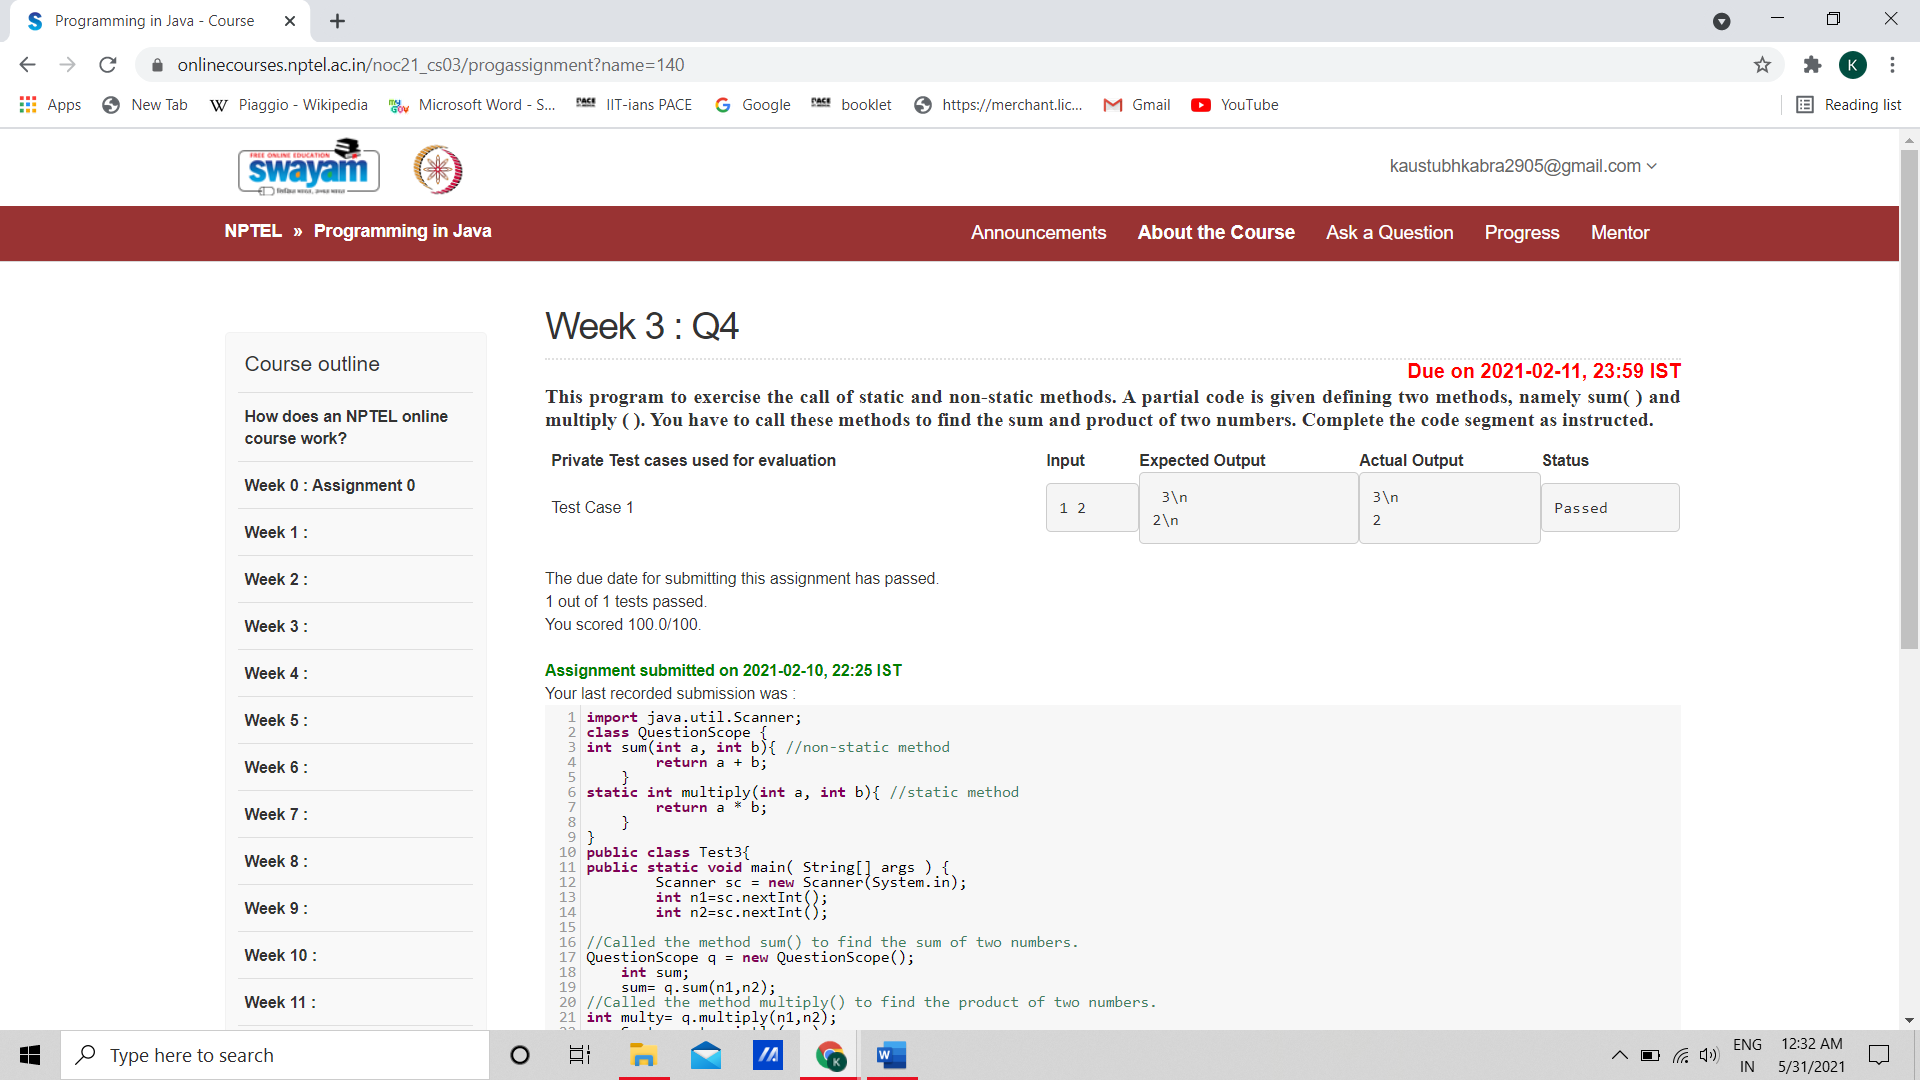 Programming in Java - Course
onlinecourses.nptel.ac.in/noc21_cs03/progassignment?name=140
K
Apps
New Tab
W Piaggio - Wikipedia
Microsoft Word - S...
PACE IIT-ians PACE
Google
PACE booklet
https://merchant.lic...
Gmail
YouTube
Reading list
FREE ONLINE EDUCATION
swayam
kaustubhkabra2905@gmail.com
NPTEL » Programming in Java
Announcements
About the Course
Ask a Question
Progress
Mentor
Course outline
How does an NPTEL online
course work?
Week 0 : Assignment 0
Week 1 :
Week 2 :
Week 3 :
Week 4 :
Week 5 :
Week 6 :
Week 7 :
Week 8 :
Week 9 :
Week 10 :
Week 11 :
Week 3 : Q4
Due on 2021-02-11, 23:59 IST
This program to exercise the call of static and non-static methods. A partial code is given defining two methods, namely sum( ) and
multiply ( ). You have to call these methods to find the sum and product of two numbers. Complete the code segment as instructed.
Private Test cases used for evaluation Input Expected Output Actual Output Status
Test Case 1
1 2
3\n
2\n
3\n
2
Passed
The due date for submitting this assignment has passed.
1 out of 1 tests passed.
You scored 100.0/100.
Assignment submitted on 2021-02-10, 22:25 IST
Your last recorded submission was :
1 import java.util.Scanner;
2 class QuestionScope {
3 int sum(int a, int b){ //non-static method
4 return a + b;
5 }
6 static int multiply(int a, int b){ //static method
7 return a * b;
8 }
9 }
10 public class Test3{
11 public static void main( String[] args ) {
12 Scanner sc = new Scanner(System.in);
13 int n1=sc.nextInt();
14 int n2=sc.nextInt();
15
16 //Called the method sum() to find the sum of two numbers.
17 QuestionScope q = new QuestionScope();
18 int sum;
19 sum= q.sum(n1,n2);
20 //Called the method multiply() to find the product of two numbers.
21 int multy= q.multiply(n1,n2);
Type here to search
ENG
IN
12:32 AM
5/31/2021